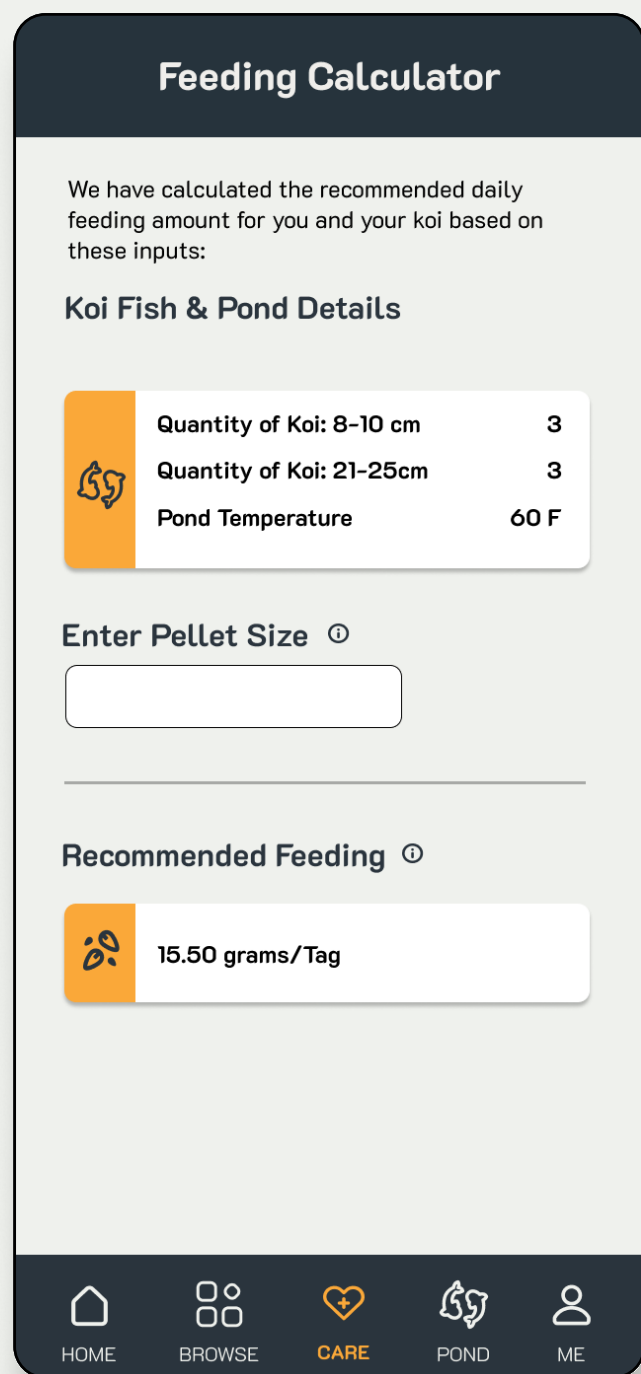 Feeding Calculator
We have calculated the recommended daily
feeding amount for you and your koi based on
these inputs:
Koi Fish & Pond Details
Quantity of Koi: 8-10 cm 3
Quantity of Koi: 21-25cm 3
Pond Temperature 60 F
Enter Pellet Size
Recommended Feeding
15.50 grams/Tag
HOME BROWSE CARE POND ME